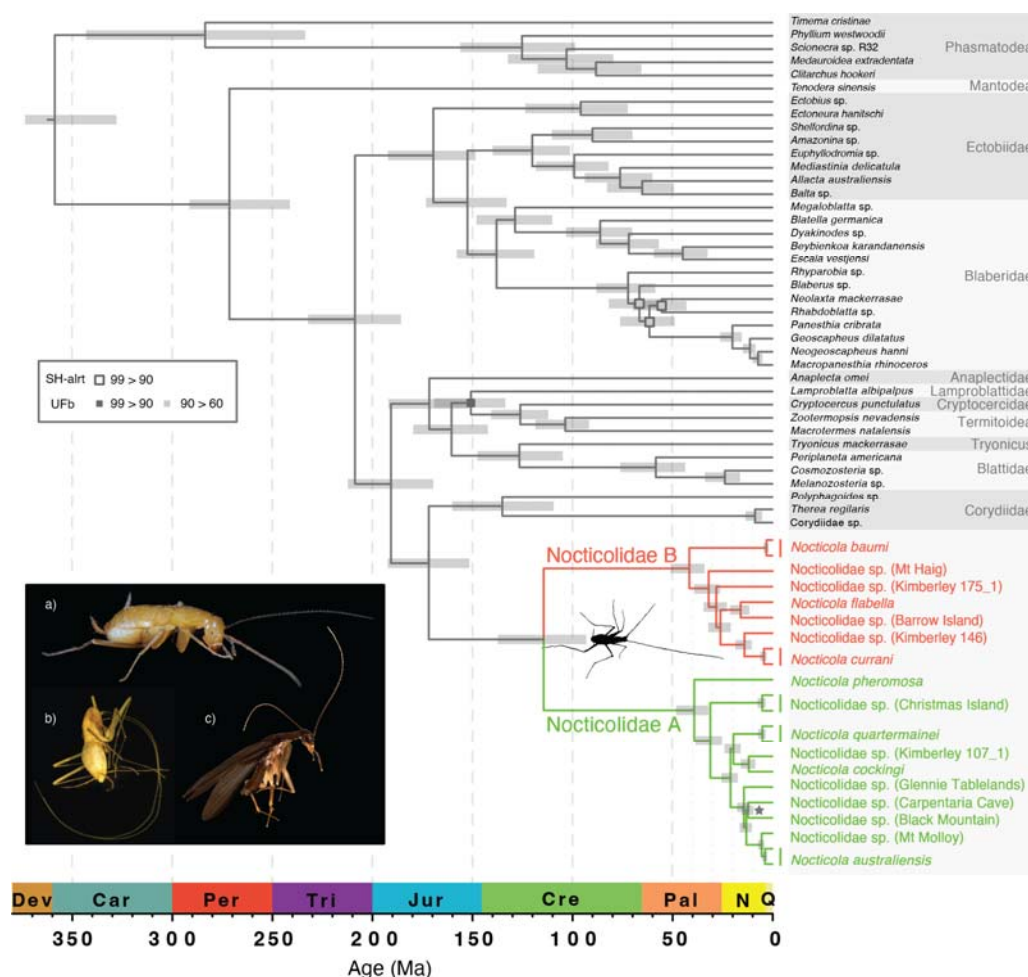 Timema cristinae
Phyllium westwoodii
Scionecra sp. R32
Medauroidea extradentata
Clitarchus hookeri
Phasmatodea
Tenodera sinensis
Mantodea
Ectobius sp.
Ectoneura hanitschi
Shelfordina sp.
Amazonina sp.
Euphyllodromia sp.
Mediastinia delicatula
Allacta australiensis
Balta sp.
Ectobiidae
Megaloblatta sp.
Blatella germanica
Dyakinodes sp.
Beybienkoa karandanensis
Escala vestjensi
Rhyparobia sp.
Blaberus sp.
Neolaxta mackerrasae
Rhabdoblatta sp.
Panesthia cribrata
Geoscapheus dilatatus
Neogeoscapheus hanni
Macropanesthia rhinoceros
Blaberidae
SH-alrt 99 > 90
UFb 99 > 90 90 > 60
Anaplecta omei
Anaplectidae
Lamproblatta albipalpus
Lamproblattidae
Cryptocercus punctulatus
Cryptocercidae
Zootermopsis nevadensis
Macrotermes natalensis
Termitoidea
Tryonicus mackerrasae
Tryonicus
Periplaneta americana
Cosmozosteria sp.
Melanozosteria sp.
Blattidae
Polyphagoides sp.
Therea regilaris
Corydiidae sp.
Corydiidae
Nocticolidae B
Nocticola baumi
Nocticolidae sp. (Mt Haig)
Nocticolidae sp. (Kimberley 175_1)
Nocticola flabella
Nocticolidae sp. (Barrow Island)
Nocticolidae sp. (Kimberley 146)
Nocticola currani
Nocticolidae A
Nocticola pheromosa
Nocticolidae sp. (Christmas Island)
Nocticola quartermainei
Nocticolidae sp. (Kimberley 107_1)
Nocticola cockingi
Nocticolidae sp. (Glennie Tablelands)
Nocticolidae sp. (Carpentaria Cave)
Nocticolidae sp. (Black Mountain)
Nocticolidae sp. (Mt Molloy)
Nocticola australiensis
a)
b)
c)
Dev Car Per Tri Jur Cre Pal N Q
350 300 250 200 150 100 50 0
Age (Ma)